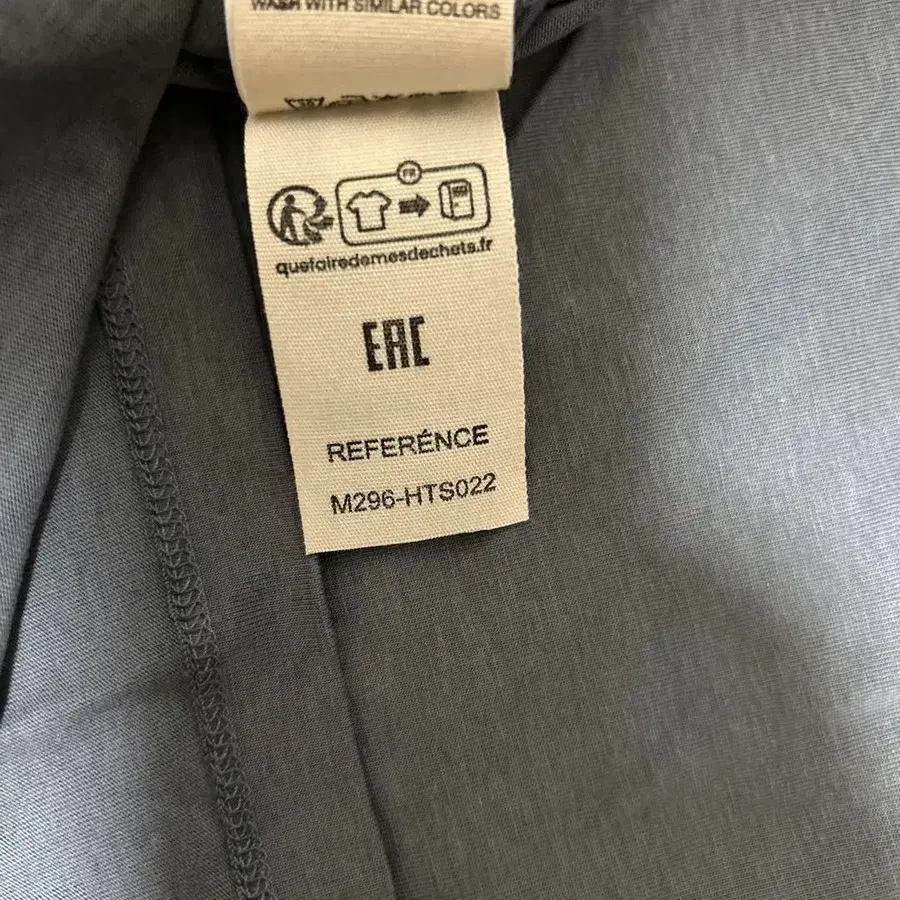 WASH WITH SIMILAR COLORS
FR
quefairedemesdechets.fr
EAC
REFERÉNCE
M296-HTS022